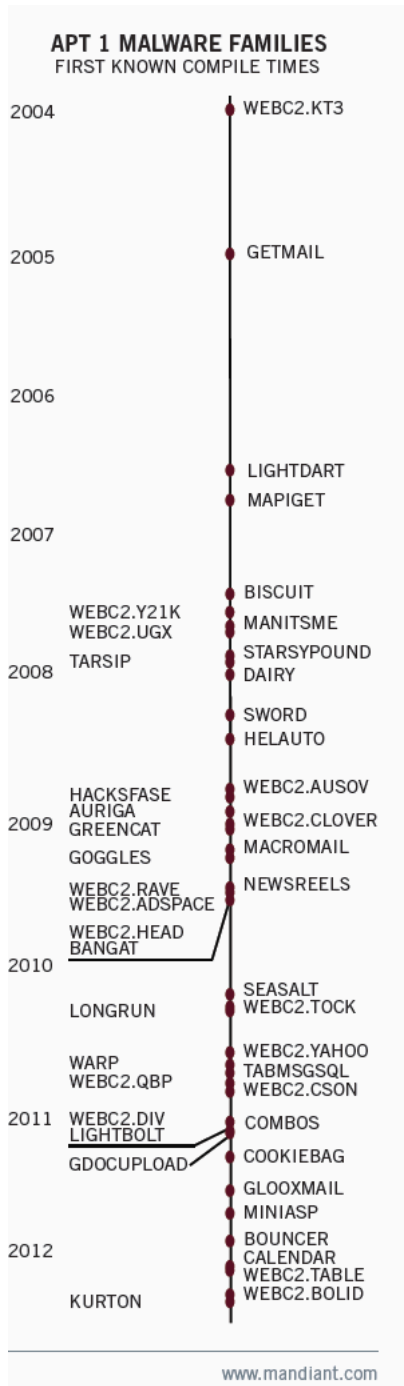 APT 1 MALWARE FAMILIES
FIRST KNOWN COMPILE TIMES
2004
WEBC2.KT3
2005
GETMAIL
2006
LIGHTDART
MAPIGET
2007
BISCUIT
WEBC2.Y21K
MANITSME
WEBC2.UGX
STARSYPOUND
TARSIP
2008
DAIRY
SWORD
HELAUTO
WEBC2.AUSOV
HACKSFASE
AURIGA
2009
WEBC2.CLOVER
GREENCAT
MACROMAIL
GOGGLES
NEWSREELS
WEBC2.RAVE
WEBC2.ADSPACE
WEBC2.HEAD
BANGAT
2010
SEASALT
WEBC2.TOCK
LONGRUN
WEBC2.YAHOO
WARP
TABMSGSQL
WEBC2.QBP
WEBC2.CSON
2011
WEBC2.DIV
COMBOS
LIGHTBOLT
COOKIEBAG
GDOCUPLOAD
GLOOXMAIL
MINIASP
BOUNCER
2012
CALENDAR
WEBC2.TABLE
WEBC2.BOLID
KURTON
www.mandiant.com